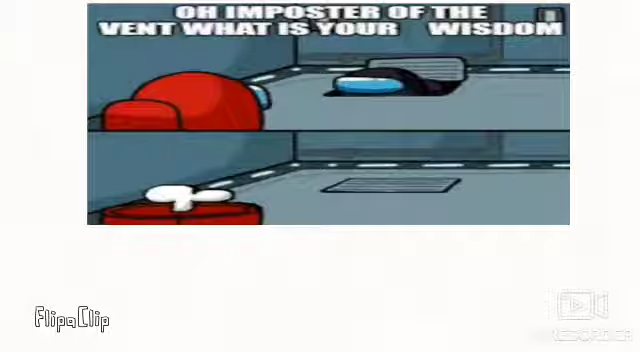 OH IMPOSTER OF THE
VENT WHAT IS YOUR WISDOM
FlipaClip